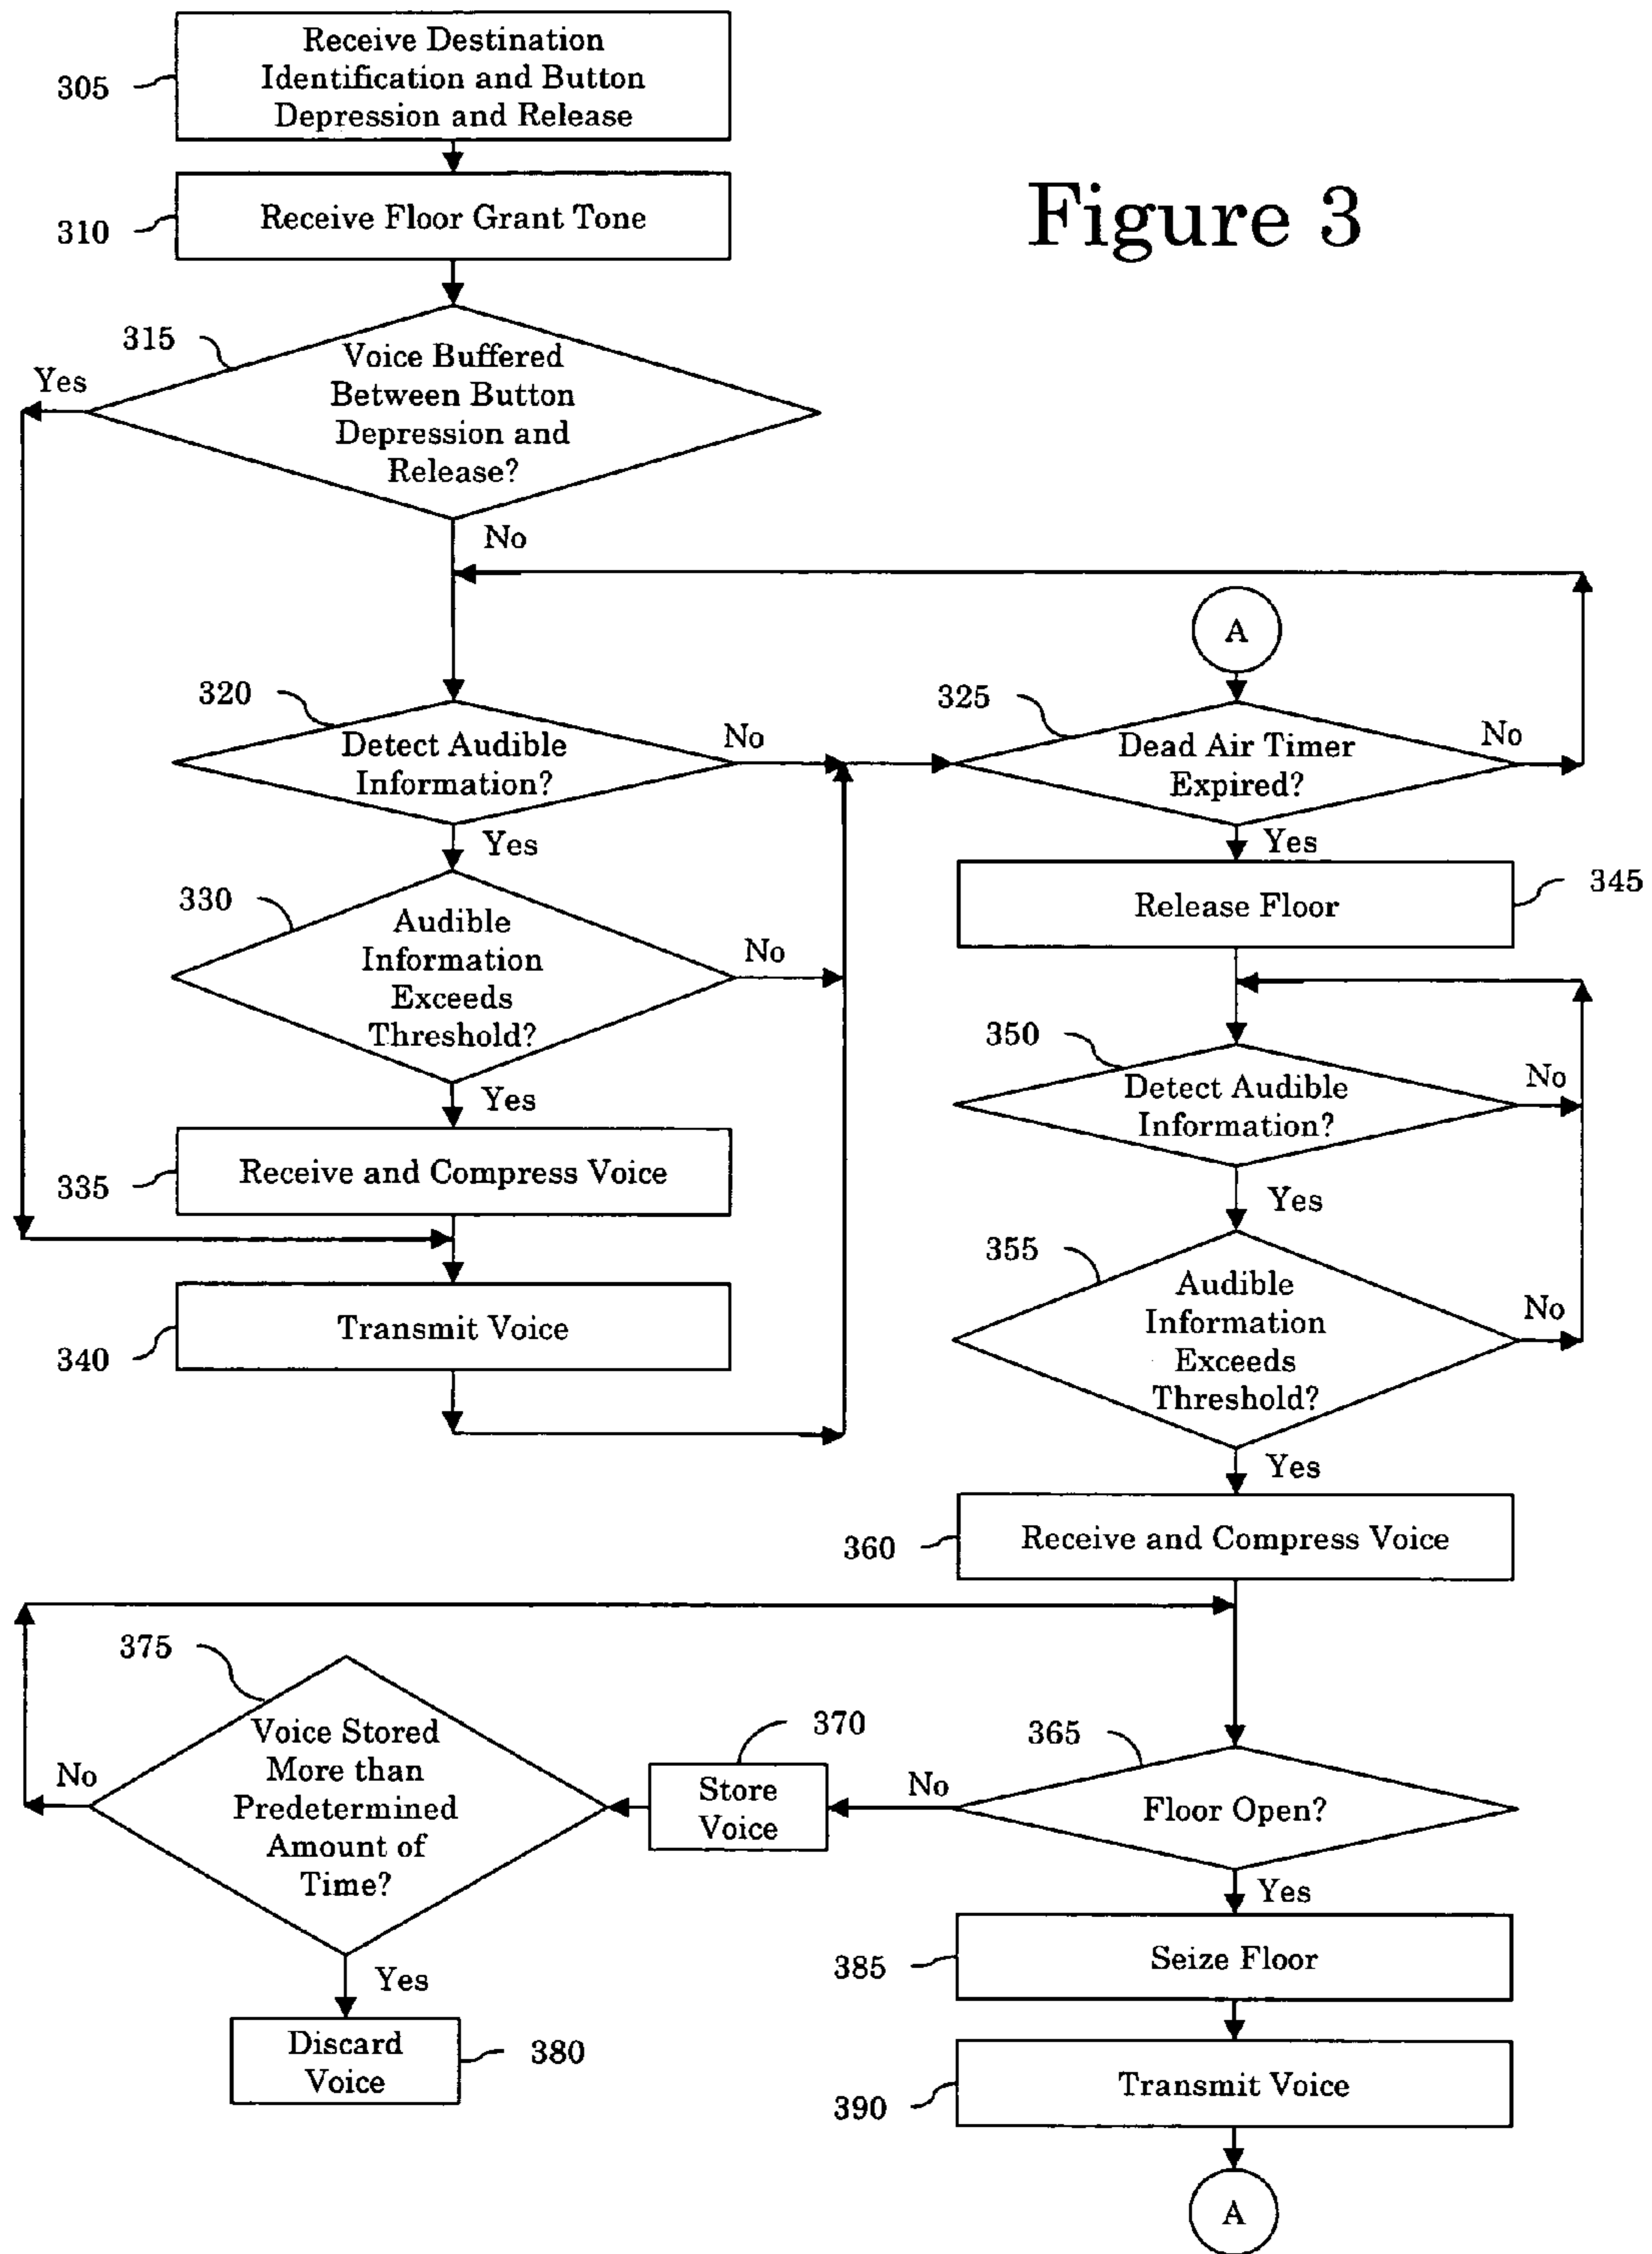 Figure 3
305
Receive Destination
Identification and Button
Depression and Release
310
Receive Floor Grant Tone
315
Voice Buffered
Between Button
Depression and
Release?
Yes
No
A
320
Detect Audible
Information?
No
Yes
325
Dead Air Timer
Expired?
No
Yes
330
Audible
Information
Exceeds
Threshold?
No
Yes
335
Receive and Compress Voice
340
Transmit Voice
Release Floor
345
350
Detect Audible
Information?
No
Yes
355
Audible
Information
Exceeds
Threshold?
No
Yes
360
Receive and Compress Voice
365
Floor Open?
No
Yes
370
Store
Voice
375
Voice Stored
More than
Predetermined
Amount of
Time?
No
Yes
Discard
Voice
380
385
Seize Floor
390
Transmit Voice
A